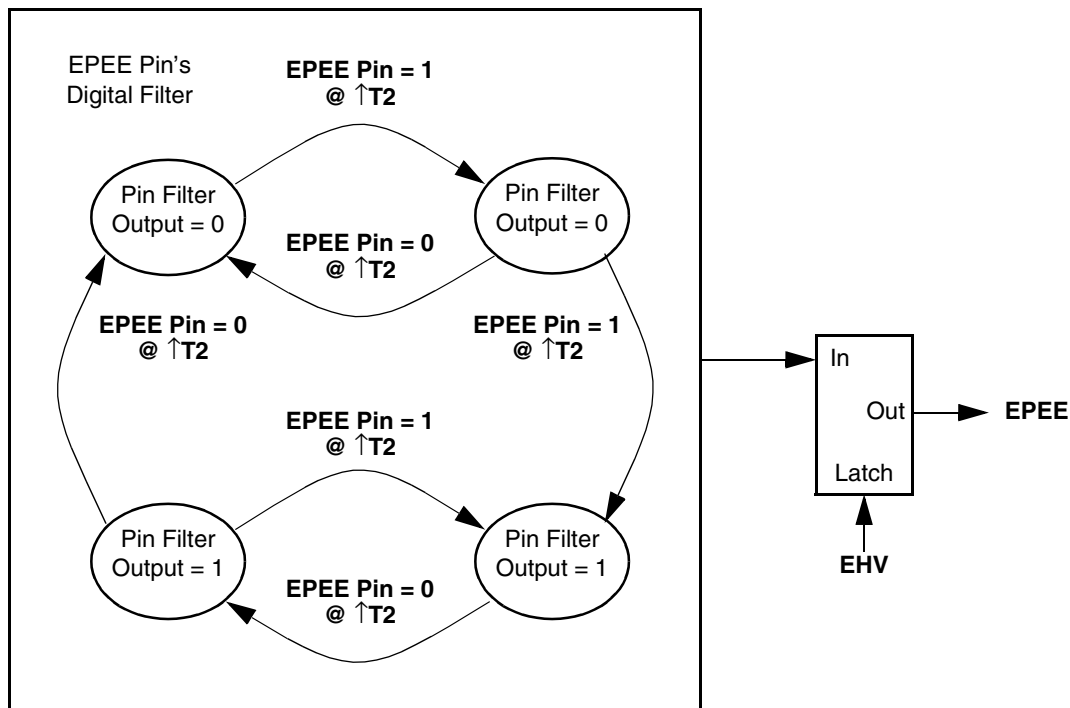 EPEE Pin's
Digital Filter
EPEE Pin = 1
@ ↑T2
Pin Filter
Output = 0
Pin Filter
Output = 0
EPEE Pin = 0
@ ↑T2
EPEE Pin = 0
@ ↑T2
EPEE Pin = 1
@ ↑T2
In
Out
EPEE
Latch
EHV
EPEE Pin = 1
@ ↑T2
Pin Filter
Output = 1
Pin Filter
Output = 1
EPEE Pin = 0
@ ↑T2